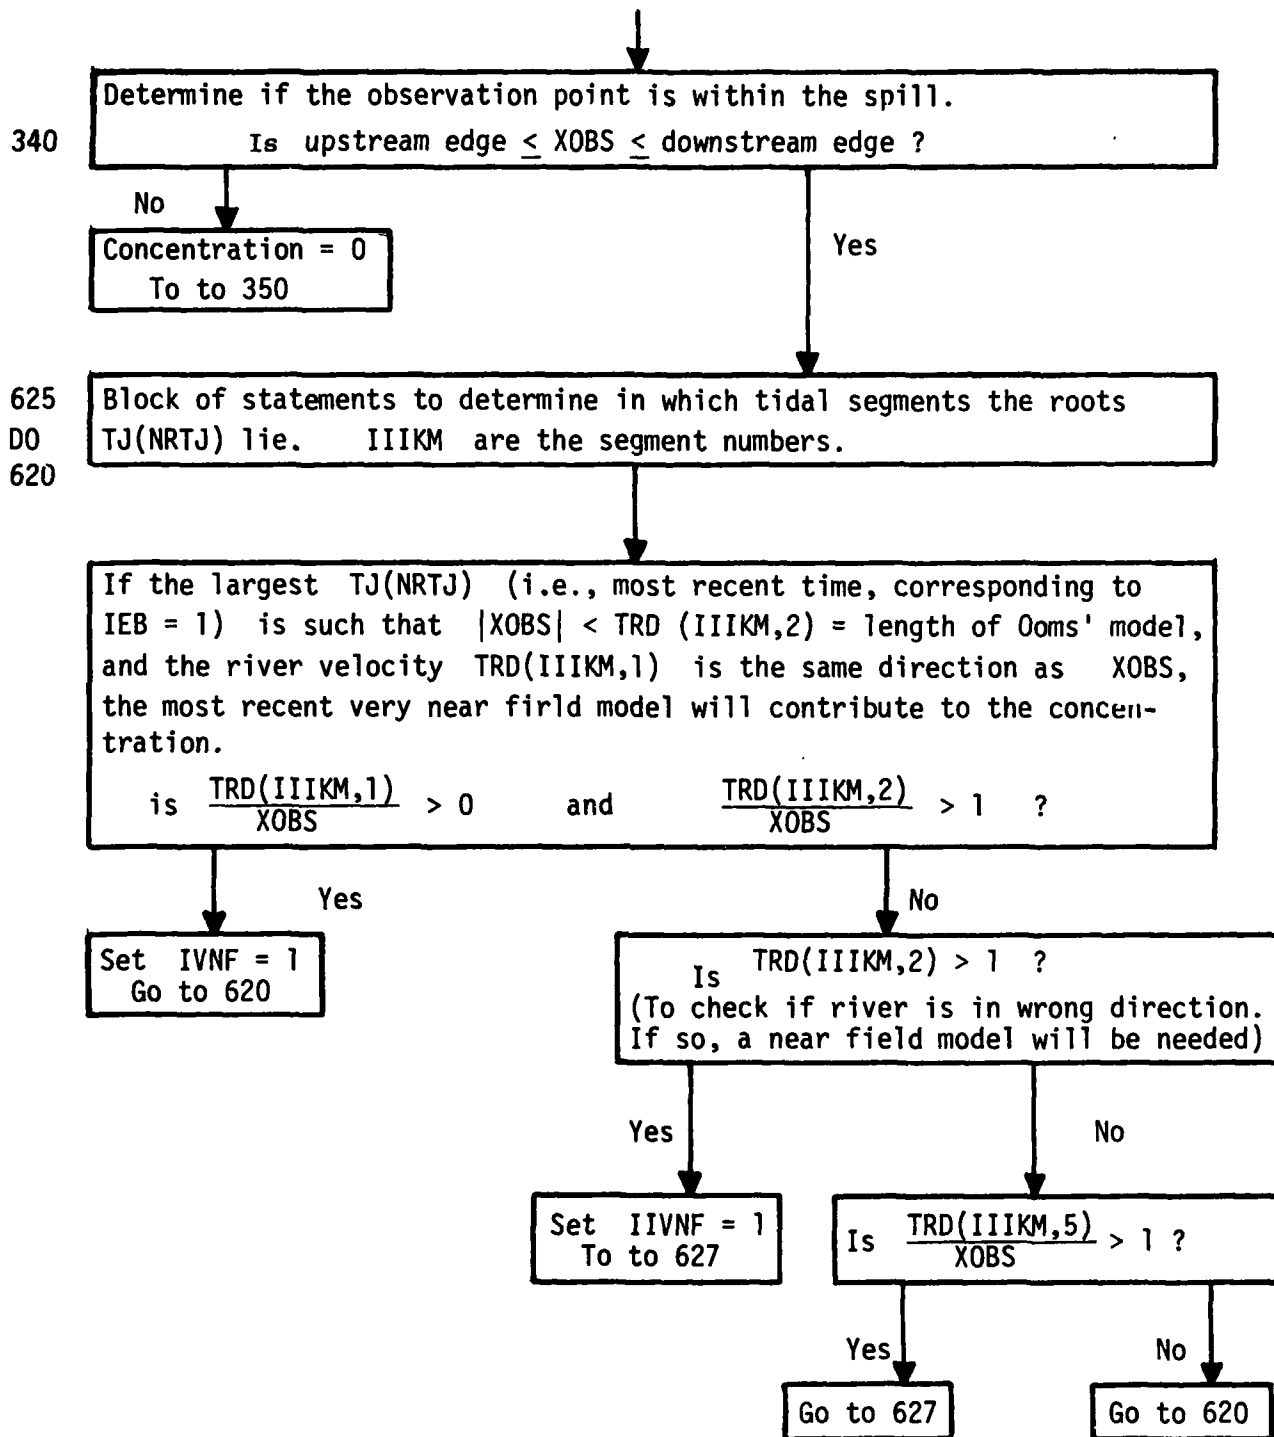 Determine if the observation point is within the spill.
340 Is upstream edge ≤ XOBS ≤ downstream edge ?
No
Concentration = 0
To to 350
Yes
625 Block of statements to determine in which tidal segments the roots
DO TJ(NRTJ) lie. IIIKM are the segment numbers.
620
If the largest TJ(NRTJ) (i.e., most recent time, corresponding to
IEB = 1) is such that |XOBS| < TRD (IIIKM,2) = length of Ooms' model,
and the river velocity TRD(IIIKM,1) is the same direction as XOBS,
the most recent very near firld model will contribute to the concen-
tration.
is TRD(IIIKM,1)/XOBS > 0 and TRD(IIIKM,2)/XOBS > 1 ?
Yes
No
Set IVNF = 1
Go to 620
Is TRD(IIIKM,2) > 1 ?
(To check if river is in wrong direction.
If so, a near field model will be needed)
Yes
No
Set IIVNF = 1
To to 627
Is TRD(IIIKM,5)/XOBS > 1 ?
Yes
No
Go to 627
Go to 620